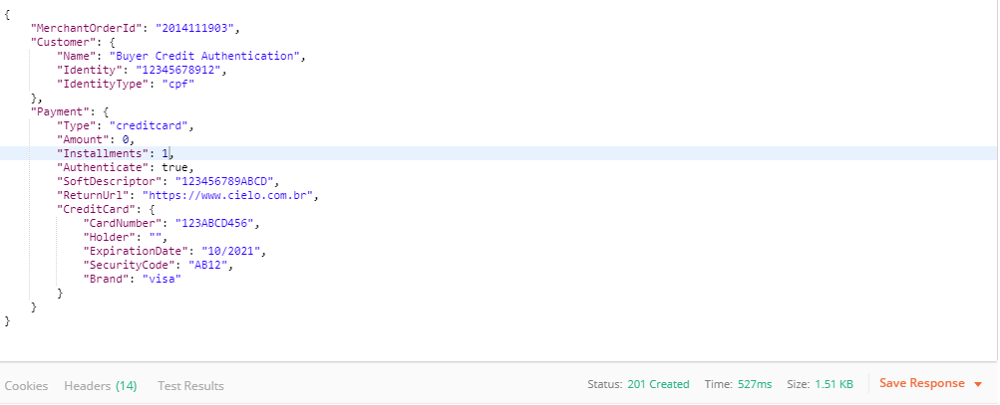 {
"MerchantOrderId": "2014111903",
"Customer": {
"Name": "Buyer Credit Authentication",
"Identity": "12345678912",
"IdentityType": "cpf"
},
"Payment": {
"Type": "creditcard",
"Amount": 0,
"Installments": 1,
"Authenticate": true,
"SoftDescriptor": "123456789ABCD",
"ReturnUrl": "https://www.cielo.com.br",
"CreditCard": {
"CardNumber": "123ABCD456",
"Holder": "",
"ExpirationDate": "10/2021",
"SecurityCode": "AB12",
"Brand": "visa"
}
}
}
Cookies Headers (14) Test Results Status: 201 Created Time: 527ms Size: 1.51 KB Save Response